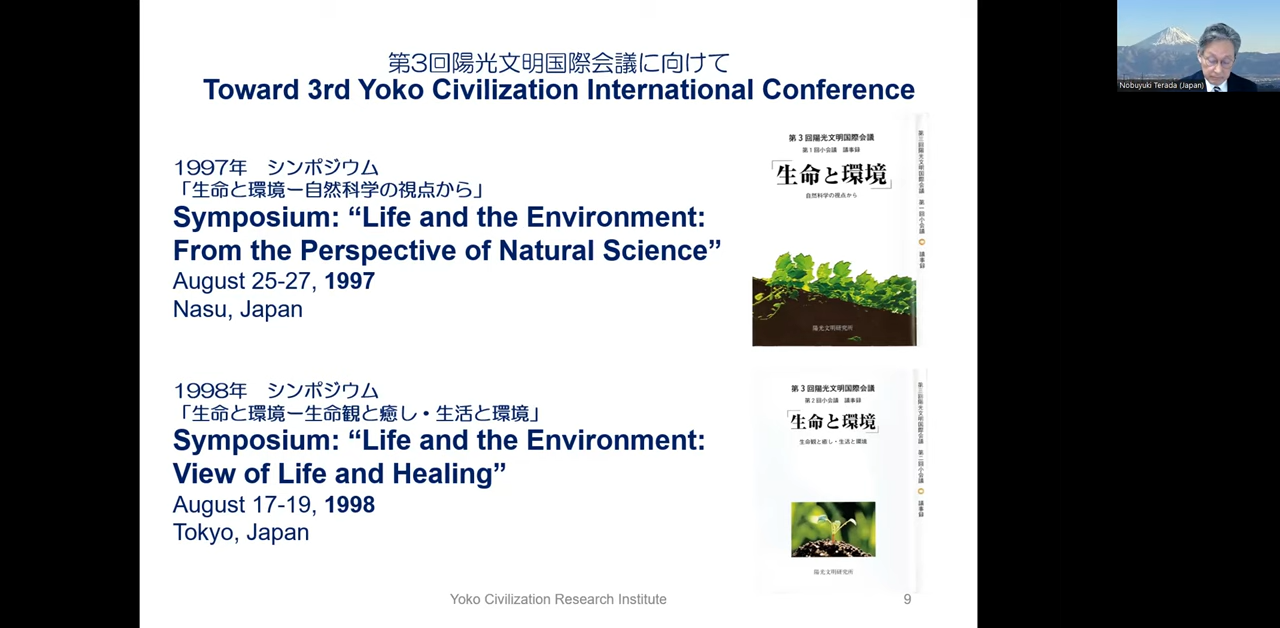 第3回陽光文明国際会議に向けて
Toward 3rd Yoko Civilization International Conference
1997年　シンポジウム
「生命と環境ー自然科学の視点から」
Symposium: “Life and the Environment:
From the Perspective of Natural Science”
August 25-27, 1997
Nasu, Japan
第3回陽光文明国際会議
第1回小会議　議事録
「生命と環境」
自然科学の視点から
陽光文明研究所
第三回陽光文明国際会議　第一回小会議　議事録
1998年　シンポジウム
「生命と環境ー生命観と癒し・生活と環境」
Symposium: “Life and the Environment:
View of Life and Healing”
August 17-19, 1998
Tokyo, Japan
第3回陽光文明国際会議
第2回小会議　議事録
「生命と環境」
生命観と癒し・生活と環境
陽光文明研究所
第三回陽光文明国際会議　第二回小会議　議事録
Yoko Civilization Research Institute
9
Nobuyuki Terada (Japan)